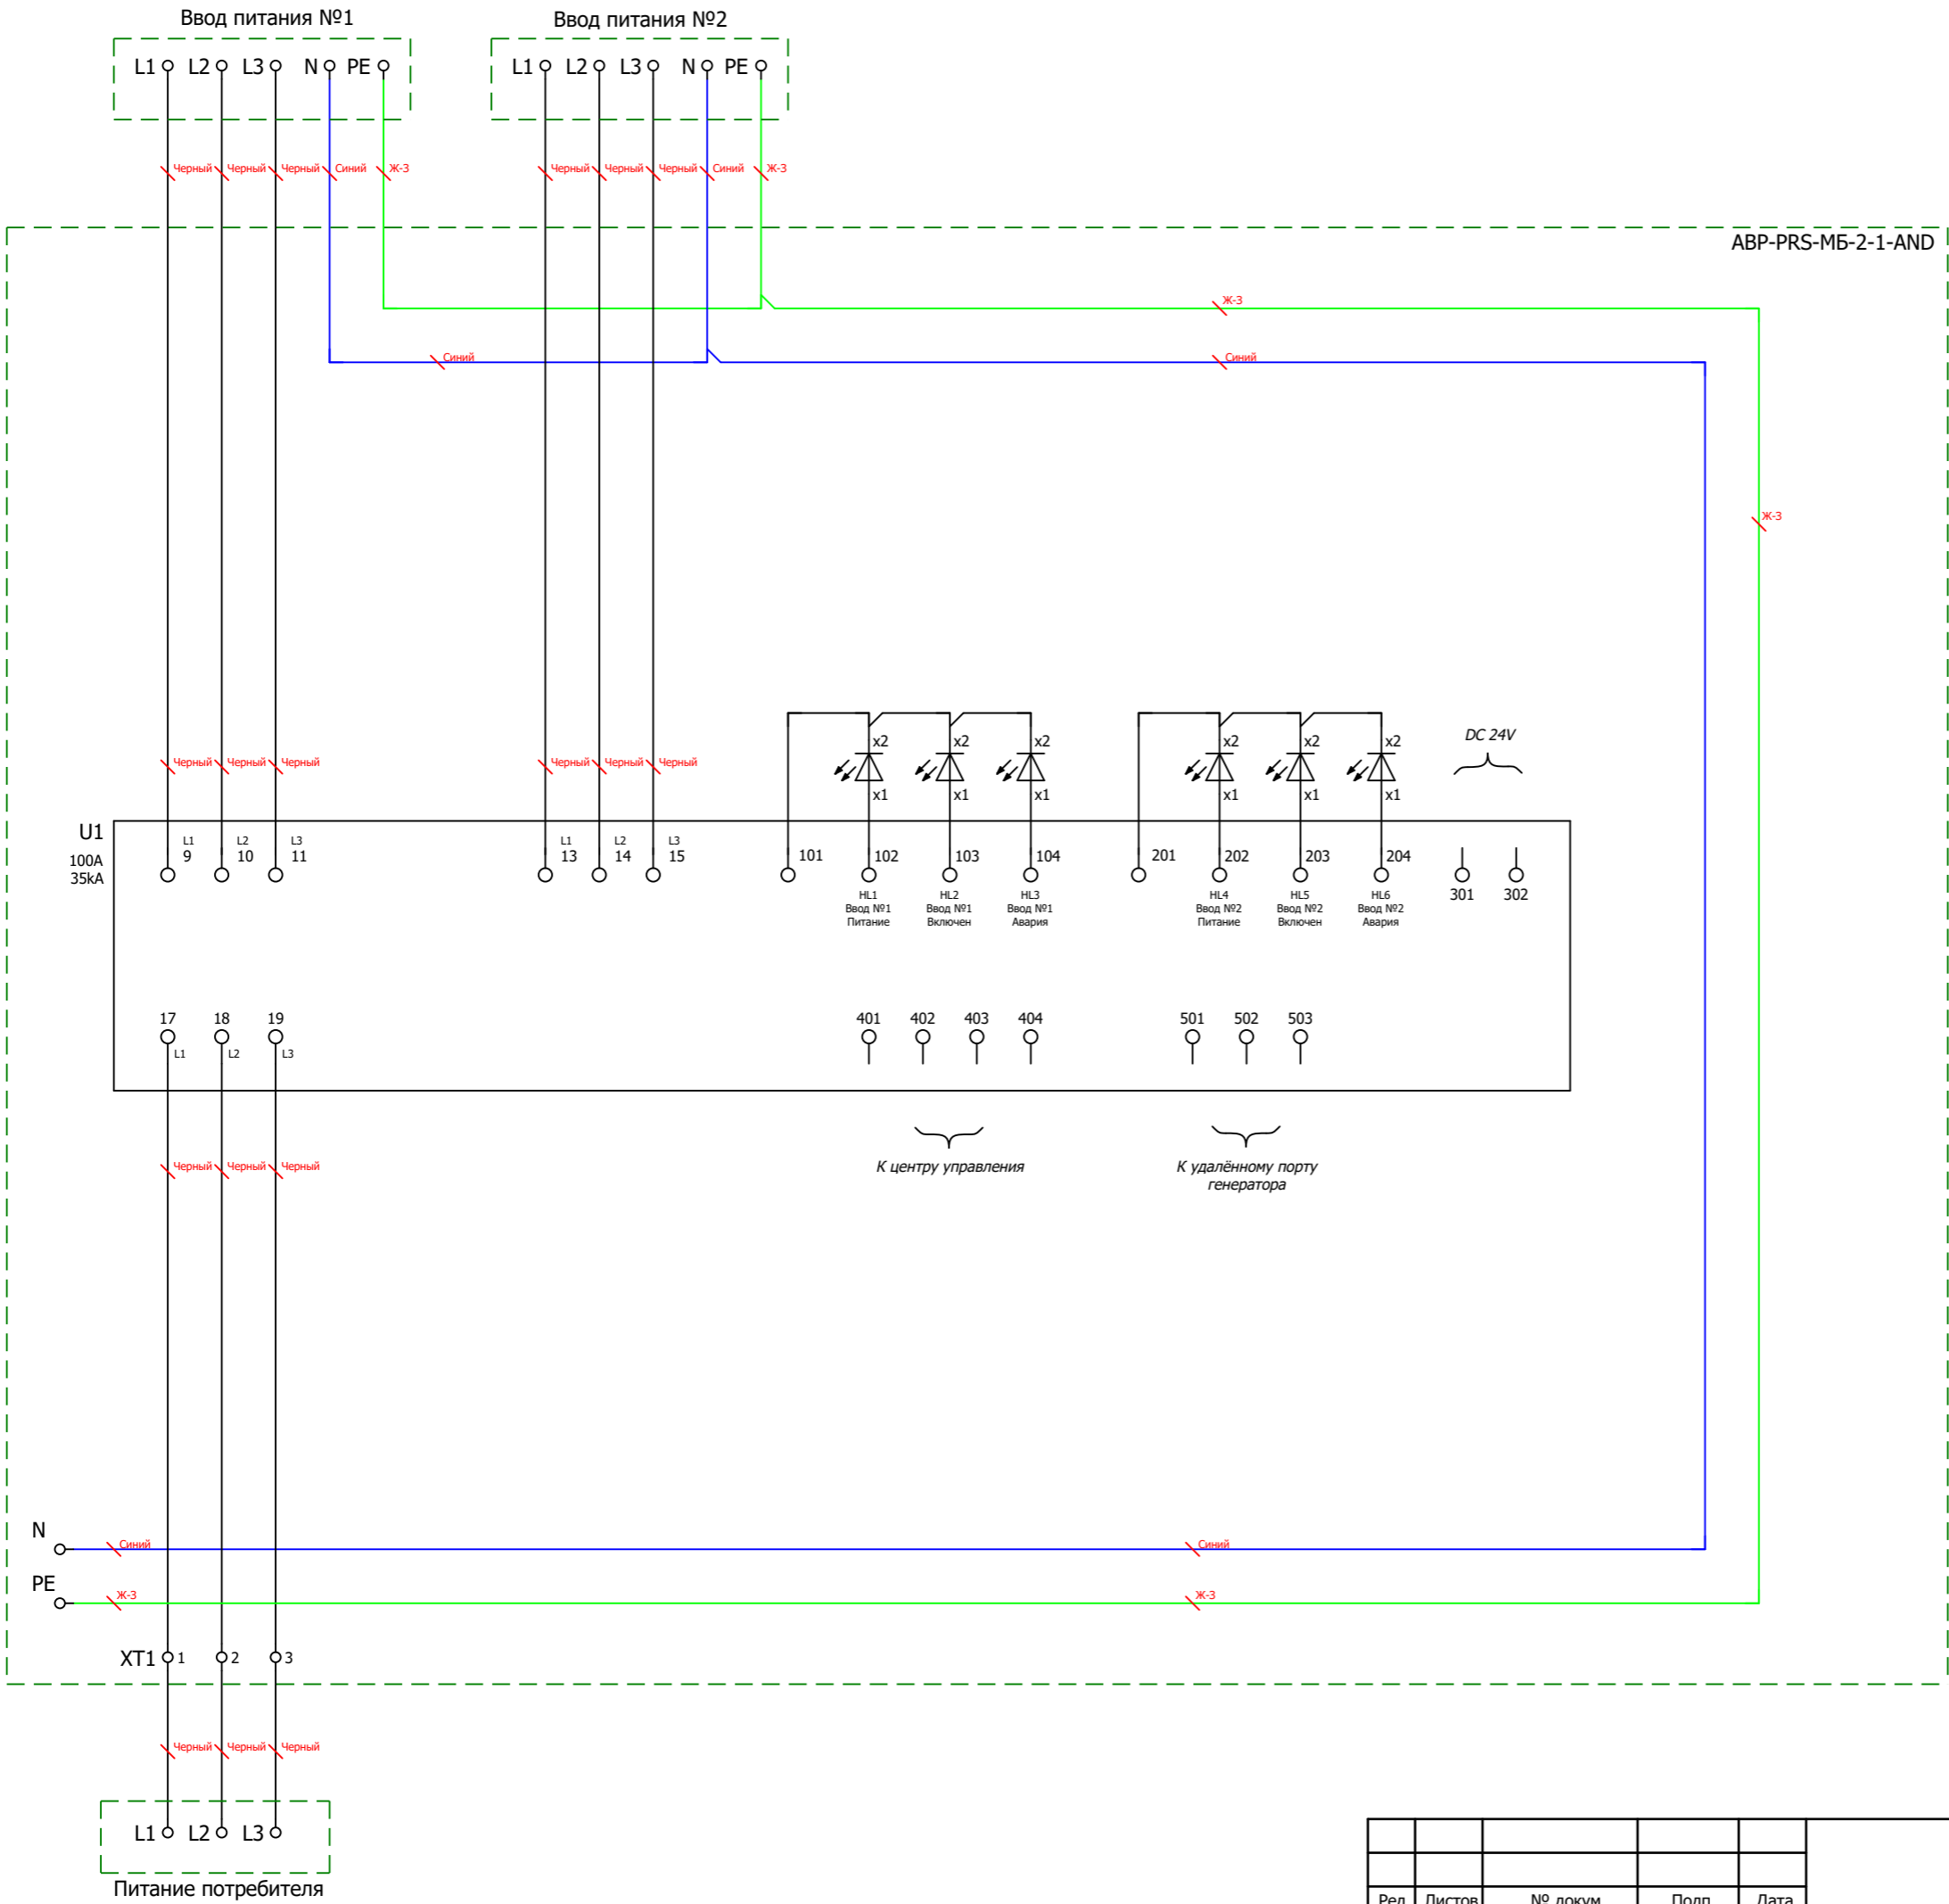 Ввод питания №1
Ввод питания №2
L1 L2 L3 N PE
L1 L2 L3 N PE
Черный Черный Черный Синий Ж-З
Черный Черный Черный Синий Ж-З
АВР-PRS-МБ-2-1-AND
Ж-З
Синий
Синий
Ж-З
DC 24V
x2 x2 x2
x2 x2 x2
Черный Черный Черный
Черный Черный Черный
x1 x1 x1
x1 x1 x1
U1
100A
35kA
L1 L2 L3
9 10 11
L1 L2 L3
13 14 15
101 102 103 104
201 202 203 204
301 302
HL1
Ввод №1
Питание
HL2
Ввод №1
Включен
HL3
Ввод №1
Авария
HL4
Ввод №2
Питание
HL5
Ввод №2
Включен
HL6
Ввод №2
Авария
17 18 19
L1 L2 L3
401 402 403 404
501 502 503
К центру управления
К удалённому порту
генератора
Черный Черный Черный
N
Синий
Синий
PE
Ж-З
Ж-З
XT1 1 2 3
Черный Черный Черный
L1 L2 L3
Питание потребителя
Ред Листов № докум Подп Дата